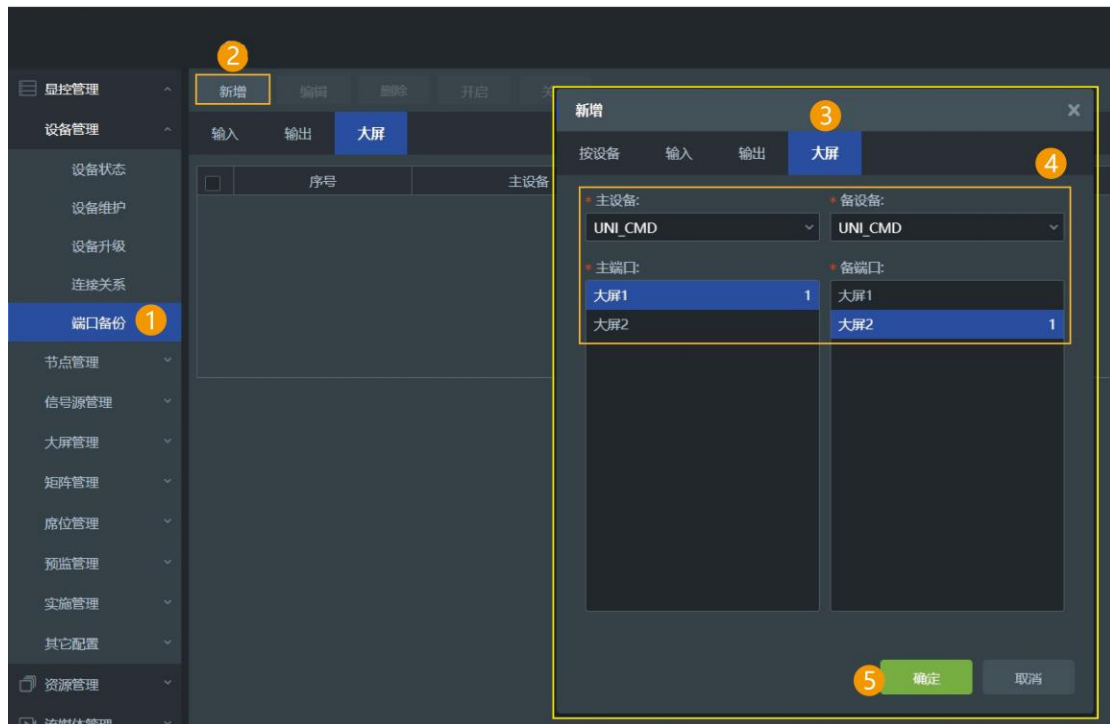 2
显控管理
新增 编辑 删除 开启 关
新增
3
设备管理
输入 输出 大屏
按设备 输入 输出 大屏
4
设备状态
序号 主设备
* 主设备: * 备设备:
设备维护
UNI_CMD UNI_CMD
设备升级
连接关系
* 主端口: * 备端口:
大屏1 1 大屏1
端口备份 1
大屏2 大屏2 1
节点管理
信号源管理
大屏管理
矩阵管理
席位管理
预监管理
实施管理
其它配置
资源管理
5 确定 取消
流媒体管理